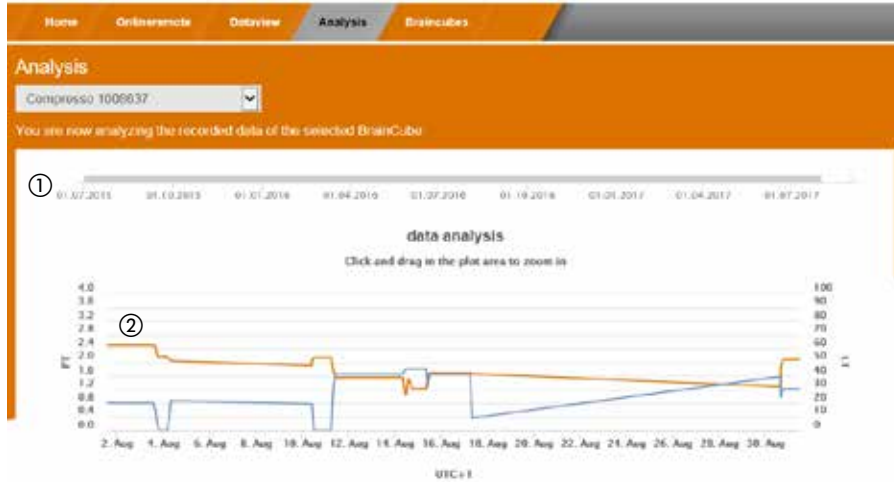 Home Onlineremote Dataview Analysis Braincubes
Analysis
Compresso 1008637
You are now analyzing the recorded data of the selected BrainCube
①
01.07.2015 01.10.2015 01.01.2016 01.04.2016 01.07.2016 01.10.2016 01.01.2017 01.04.2017 01.07.2017
data analysis
Click and drag in the plot area to zoom in
②
4.0 100
3.6 90
3.2 80
2.8 70
2.4 60
2.0 50
1.6 40
1.2 30
0.8 20
0.4 10
0.0 0
PT
LT
2. Aug 4. Aug 6. Aug 8. Aug 10. Aug 12. Aug 14. Aug 16. Aug 18. Aug 20. Aug 22. Aug 24. Aug 26. Aug 28. Aug 30. Aug
UTC+1